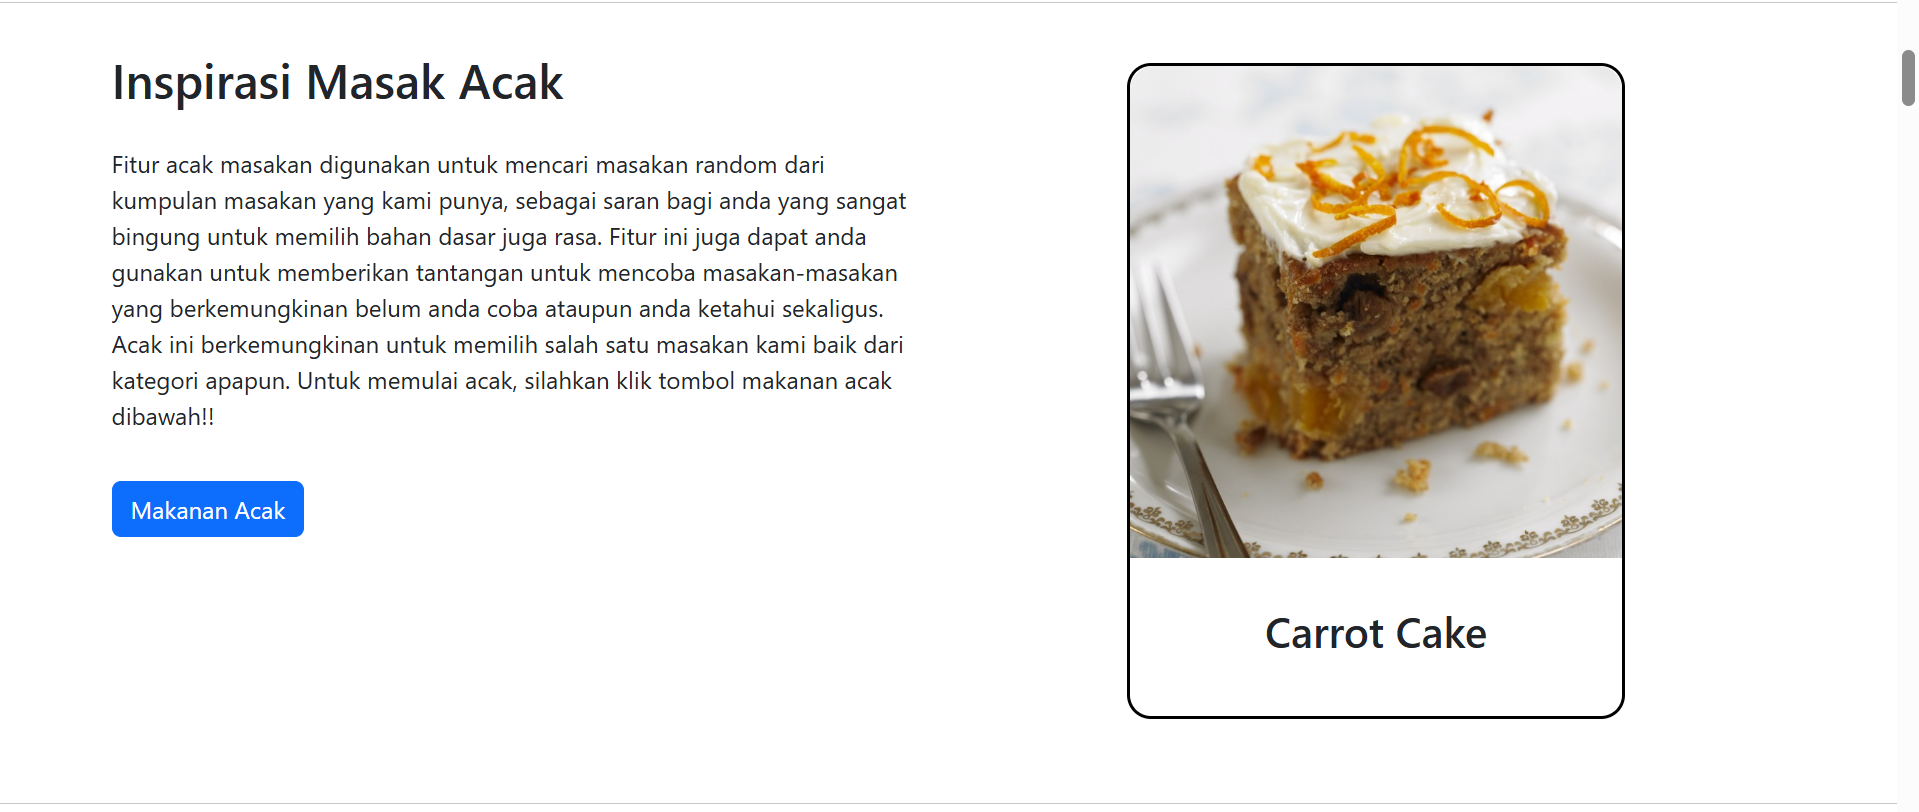 Inspirasi Masak Acak
Fitur acak masakan digunakan untuk mencari masakan random dari
kumpulan masakan yang kami punya, sebagai saran bagi anda yang sangat
bingung untuk memilih bahan dasar juga rasa. Fitur ini juga dapat anda
gunakan untuk memberikan tantangan untuk mencoba masakan-masakan
yang berkemungkinan belum anda coba ataupun anda ketahui sekaligus.
Acak ini berkemungkinan untuk memilih salah satu masakan kami baik dari
kategori apapun. Untuk memulai acak, silahkan klik tombol makanan acak
dibawah!!
Makanan Acak
Carrot Cake